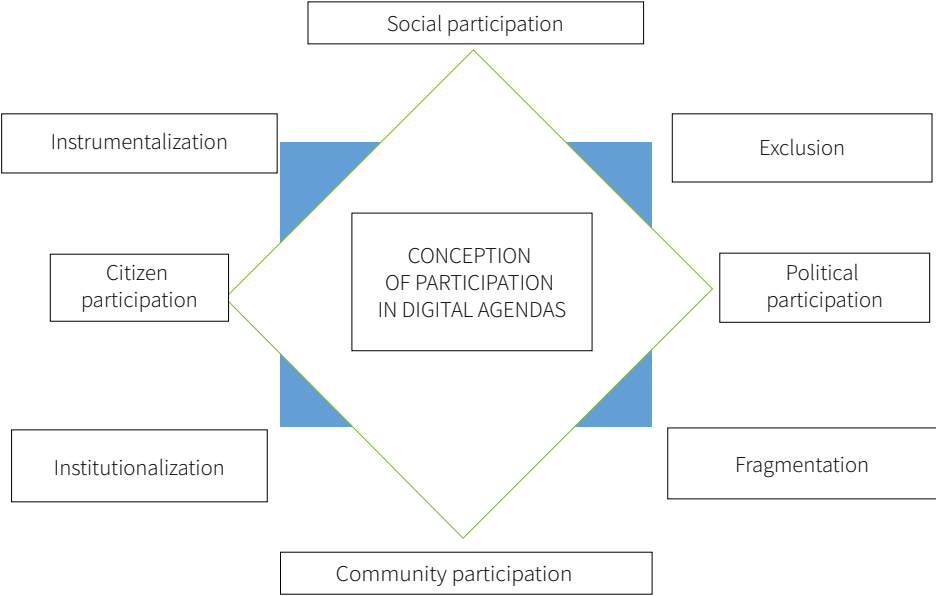 Social participation
Instrumentalization
Exclusion
CONCEPTION
OF PARTICIPATION
IN DIGITAL AGENDAS
Citizen
participation
Political
participation
Institutionalization
Fragmentation
Community participation